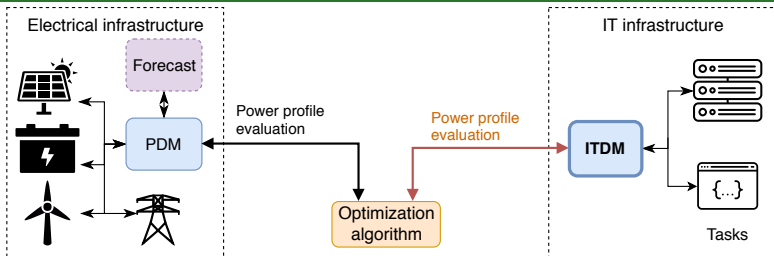 Electrical infrastructure
IT infrastructure
Forecast
PDM
Power profile
evaluation
Power profile
evaluation
ITDM
Optimization
algorithm
{...}
Tasks